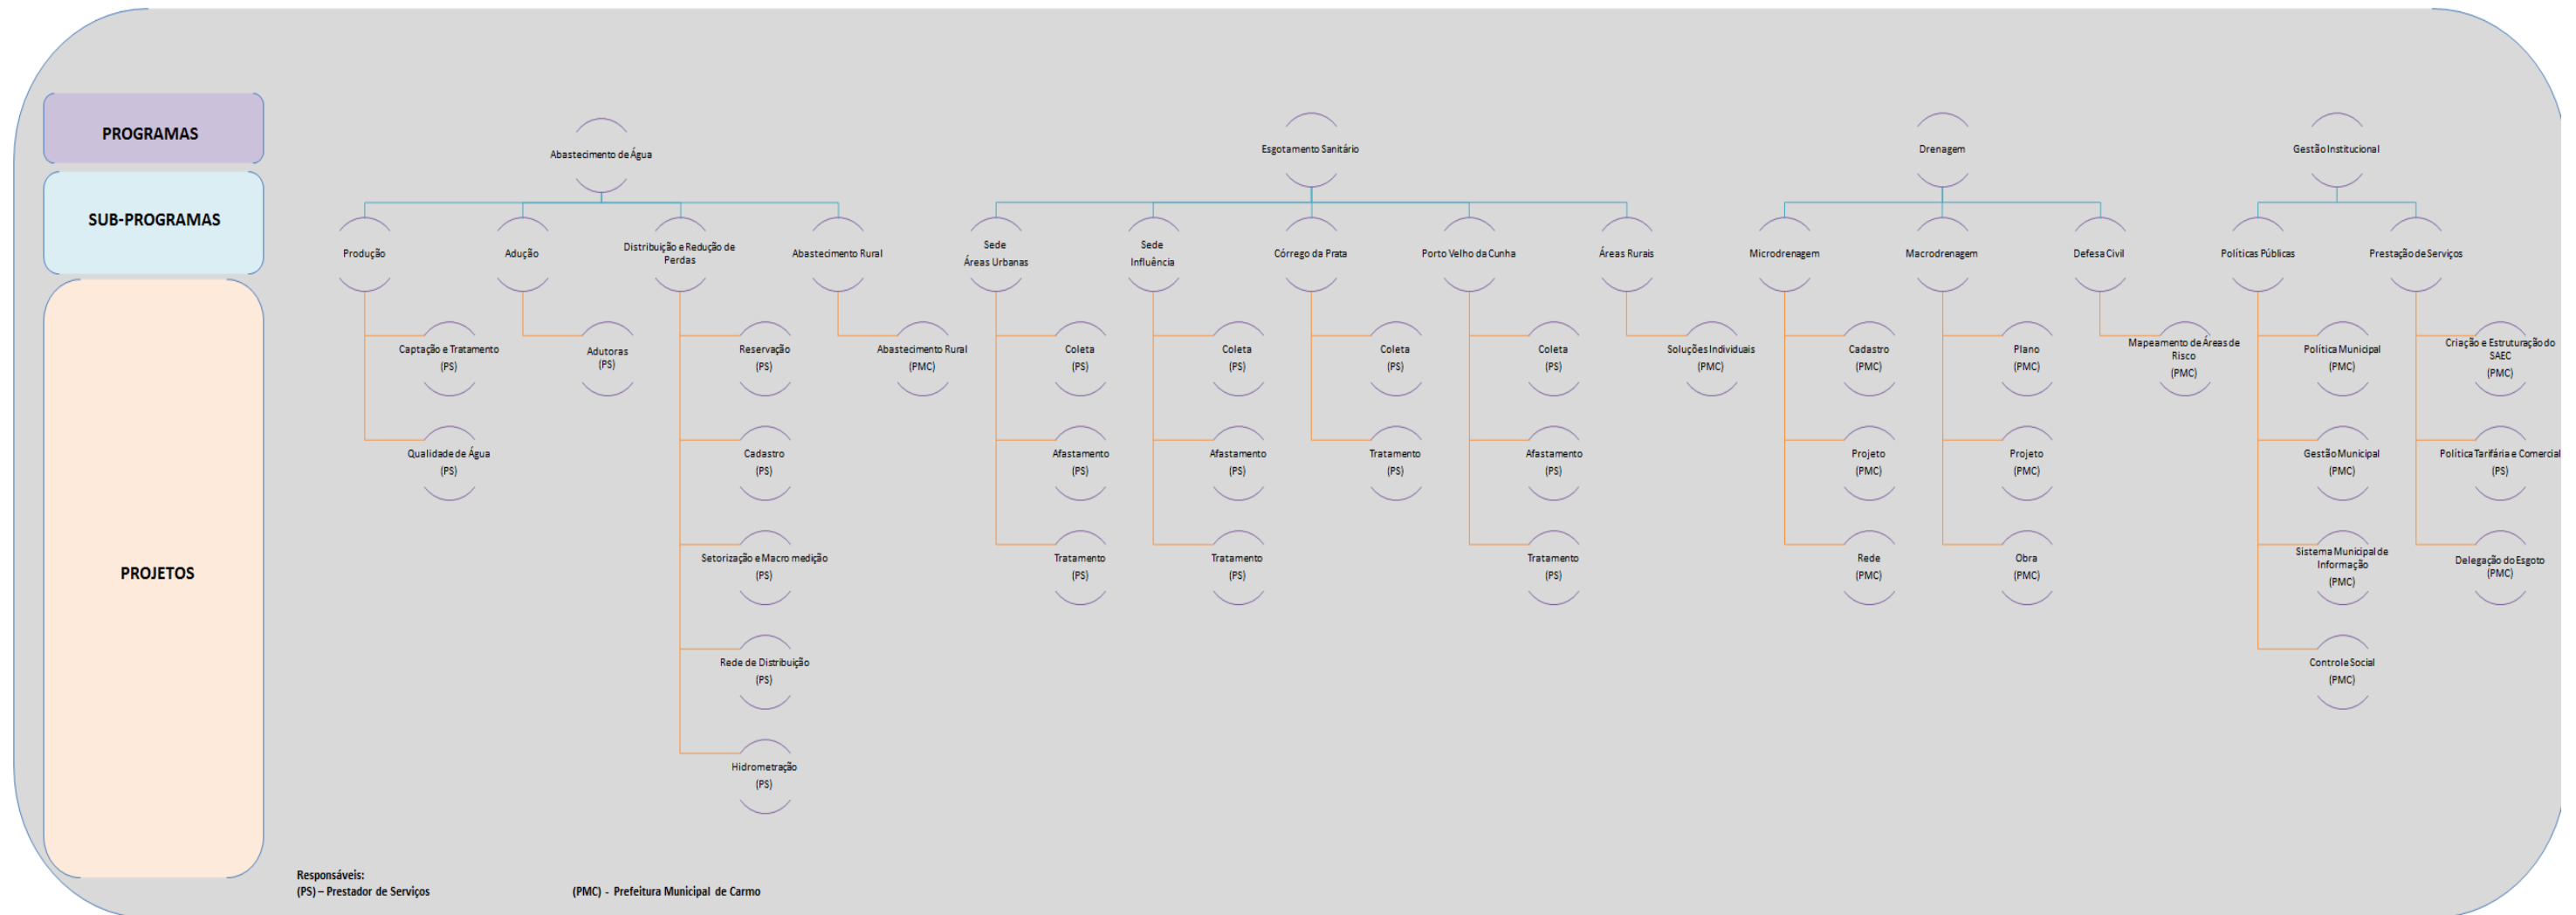 PROGRAMAS
Abastecimento de Água
Esgotamento Sanitário
Drenagem
Gestão Institucional
SUB-PROGRAMAS
Produção
Adução
Distribuição e Redução de
Perdas
Abastecimento Rural
Sede
Áreas Urbanas
Sede
Influência
Córrego da Prata
Porto Velho da Cunha
Áreas Rurais
Microdrenagem
Macrodrenagem
Defesa Civil
Políticas Públicas
Prestação de Serviços
PROJETOS
Captação e Tratamento
(PS)
Qualidade de Água
(PS)
Adutoras
(PS)
Reservação
(PS)
Cadastro
(PS)
Setorização e Macro medição
(PS)
Rede de Distribuição
(PS)
Hidrometração
(PS)
Abastecimento Rural
(PMC)
Coleta
(PS)
Afastamento
(PS)
Tratamento
(PS)
Coleta
(PS)
Afastamento
(PS)
Tratamento
(PS)
Coleta
(PS)
Tratamento
(PS)
Coleta
(PS)
Afastamento
(PS)
Tratamento
(PS)
Soluções Individuais
(PMC)
Cadastro
(PMC)
Projeto
(PMC)
Rede
(PMC)
Plano
(PMC)
Projeto
(PMC)
Obra
(PMC)
Mapeamento de Áreas de
Risco
(PMC)
Política Municipal
(PMC)
Gestão Municipal
(PMC)
Sistema Municipal de
Informação
(PMC)
Controle Social
(PMC)
Criação e Estruturação do
SAEC
(PMC)
Política Tarifária e Comercial
(PS)
Delegação do Esgoto
(PMC)
Responsáveis:
(PS) – Prestador de Serviços
(PMC) - Prefeitura Municipal de Carmo